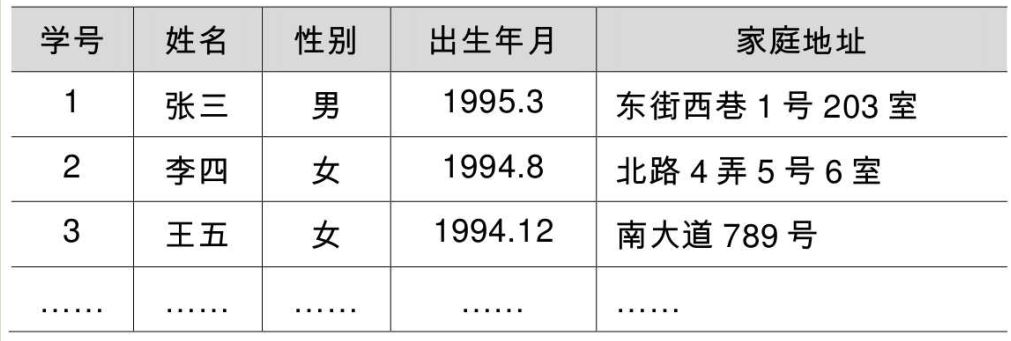 学号 姓名 性别 出生年月 家庭地址
1 张三 男 1995.3 东街西巷 1 号 203 室
2 李四 女 1994.8 北路 4 弄 5 号 6 室
3 王五 女 1994.12 南大道 789 号
…… …… …… …… ……